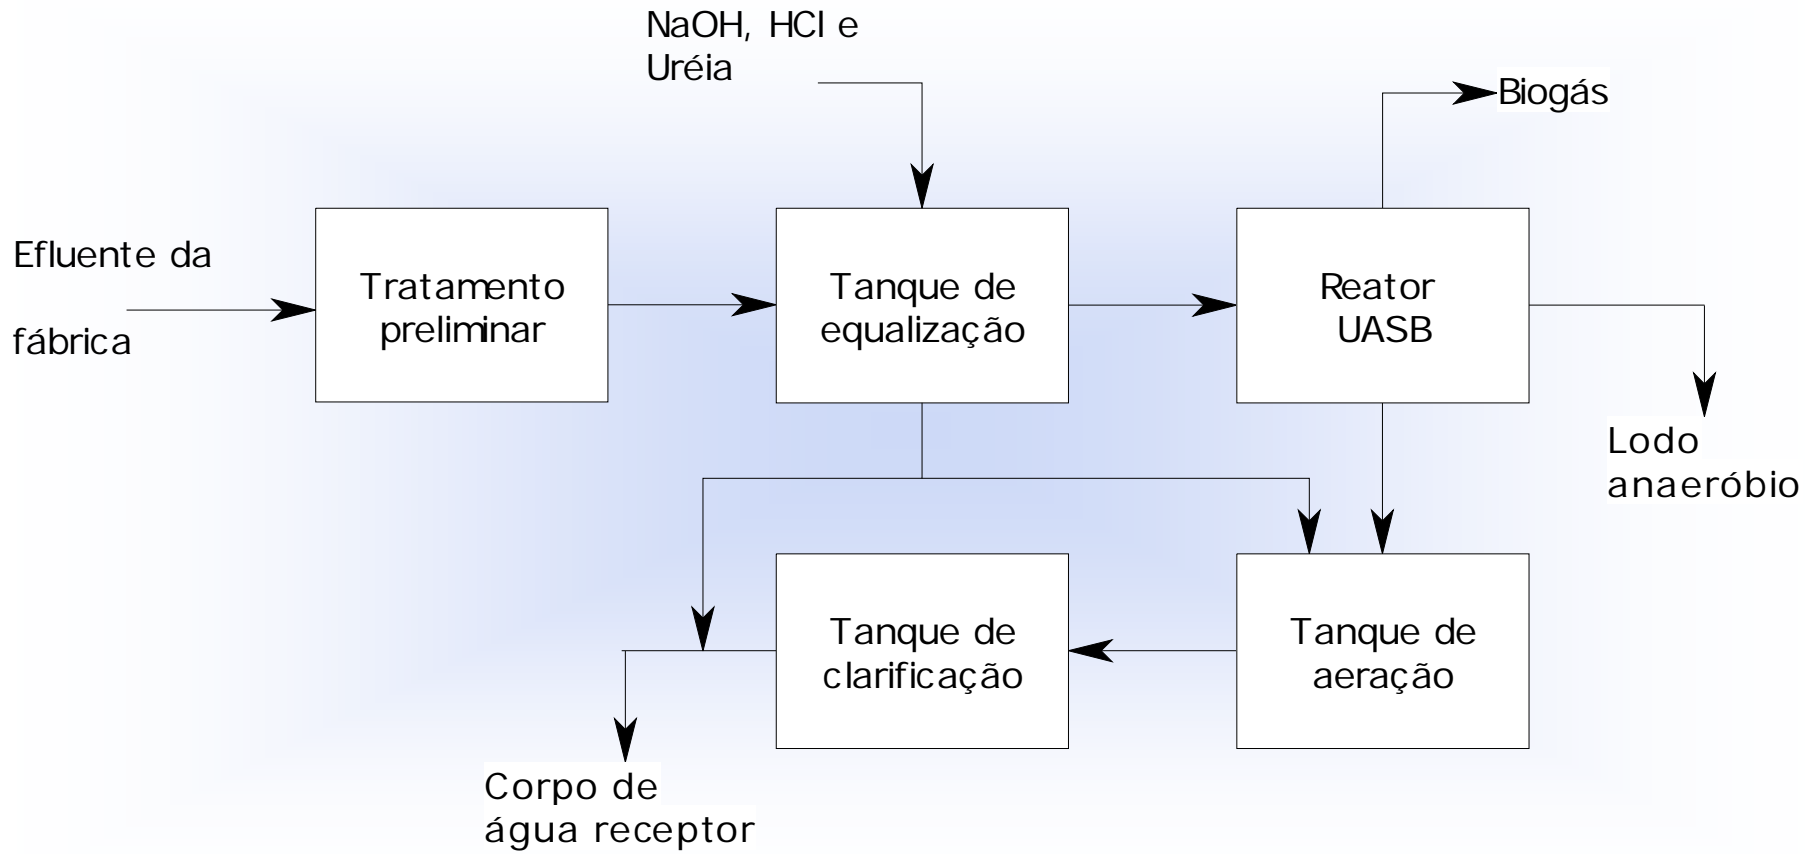 NaOH, HCl e
Uréia
Biogás
Efluente da
fábrica
Tratamento
preliminar
Tanque de
equalização
Reator
UASB
Lodo
anaeróbio
Tanque de
clarificação
Tanque de
aeração
Corpo de
água receptor